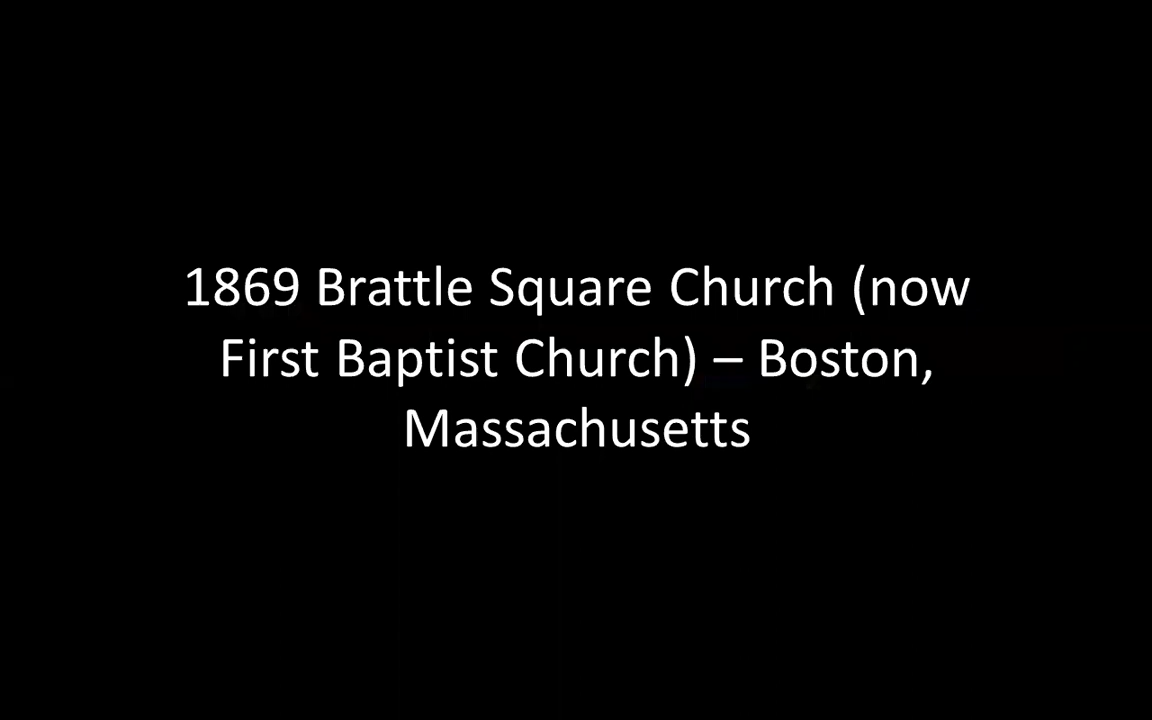 1869 Brattle Square Church (now
First Baptist Church) – Boston,
Massachusetts